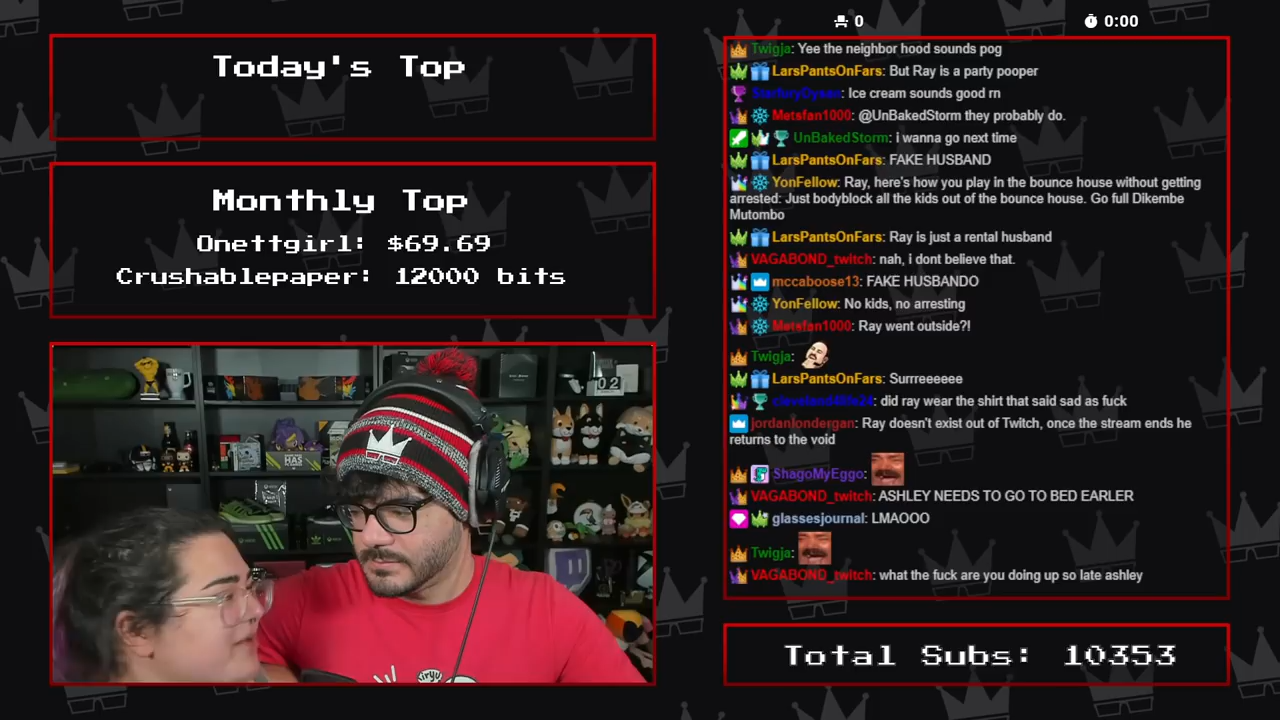 Today's Top
Monthly Top
Onettgirl: $69.69
Crushablepaper: 12000 bits
0
0:00
Twigja: Yee the neighbor hood sounds pog
LarsPantsOnFars: But Ray is a party pooper
Ice cream sounds good rn
Metsfan1000: @UnBakedStorm they probably do.
UnBakedStorm: i wanna go next time
LarsPantsOnFars: FAKE HUSBAND
YonFellow: Ray, here's how you play in the bounce house without getting
arrested: Just bodyblock all the kids out of the bounce house. Go full Dikembe
Mutombo
LarsPantsOnFars: Ray is just a rental husband
VAGABOND_twitch: nah, i dont believe that.
mccaboose13: FAKE HUSBANDO
YonFellow: No kids, no arresting
Metsfan1000: Ray went outside?!
Twigja:
LarsPantsOnFars: Surrreeeeee
cleveland4life24: did ray wear the shirt that said sad as fuck
jordanlondergan: Ray doesn't exist out of Twitch, once the stream ends he
returns to the void
ShagoMyEggo:
VAGABOND_twitch: ASHLEY NEEDS TO GO TO BED EARLER
glassesjournal: LMAOOO
Twigja:
VAGABOND_twitch: what the fuck are you doing up so late ashley
Total Subs: 10353